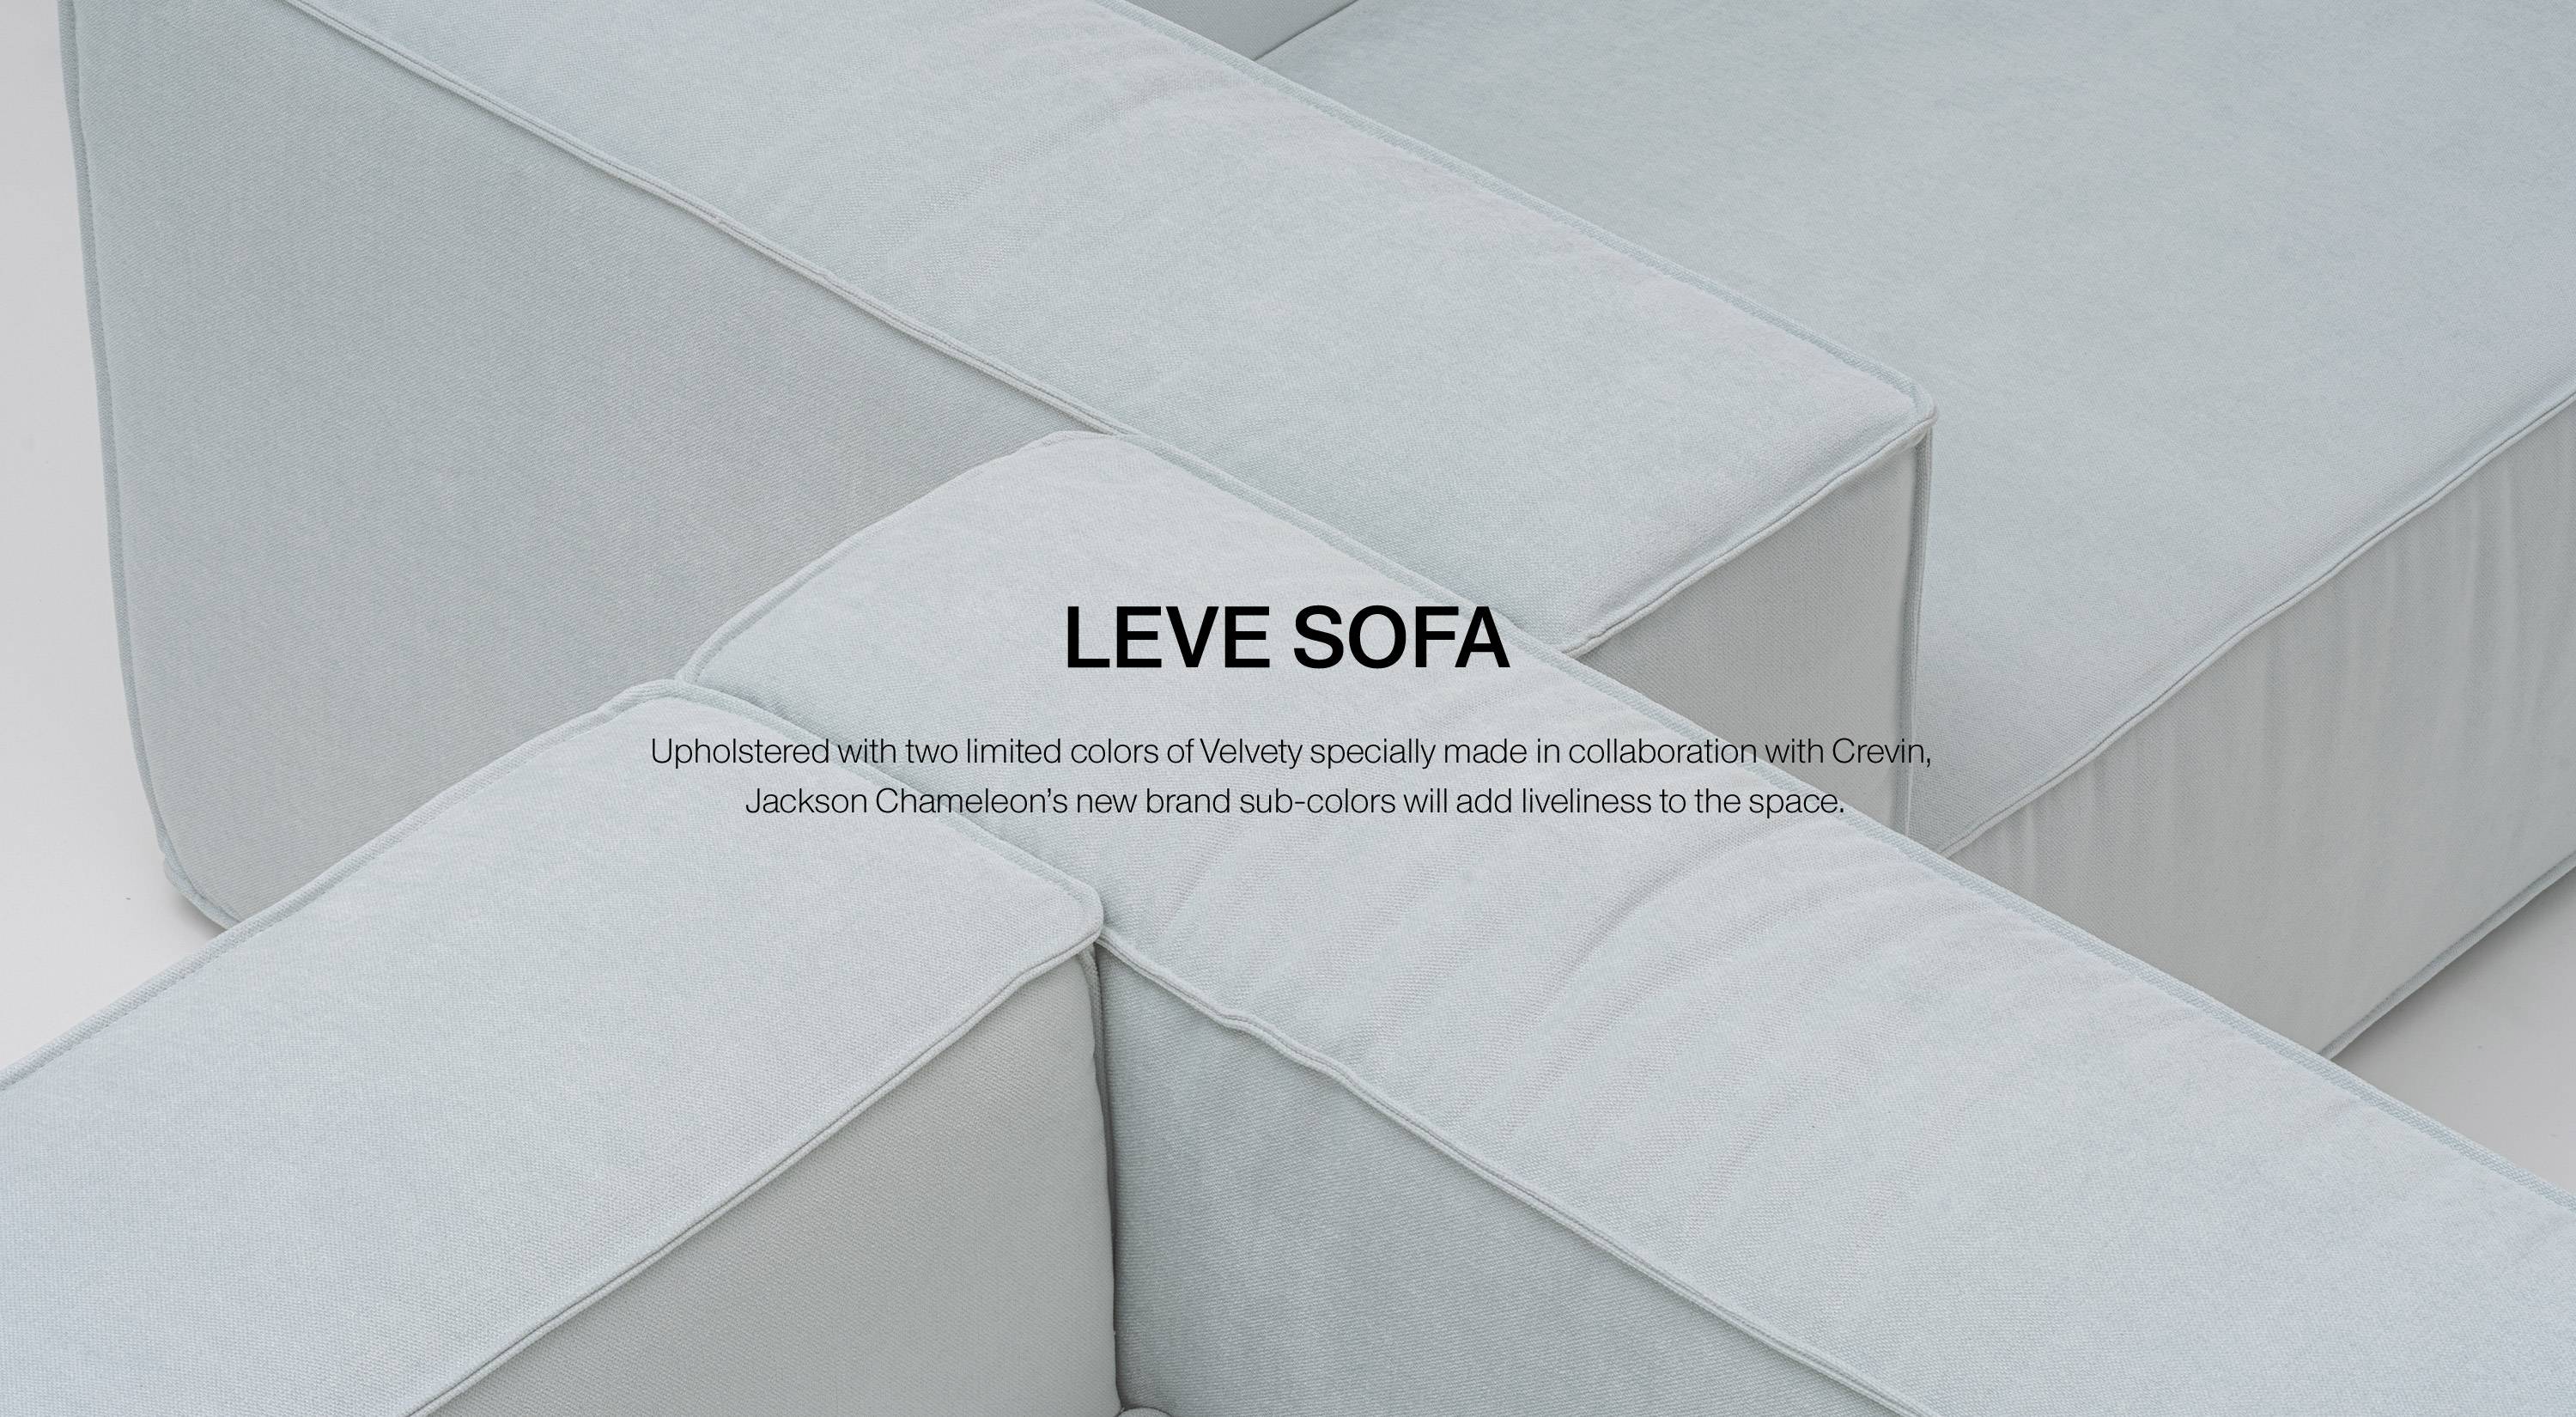 LEVE SOFA
Upholstered with two limited colors of Velvety specially made in collaboration with Crevin,
Jackson Chameleon’s new brand sub-colors will add liveliness to the space.